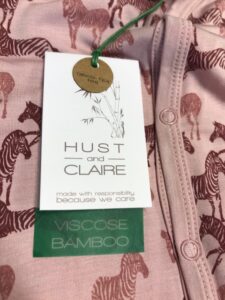 HUST
and
CLAIRE
made with responsibility
because we care
VISCOSE
BAMBOO